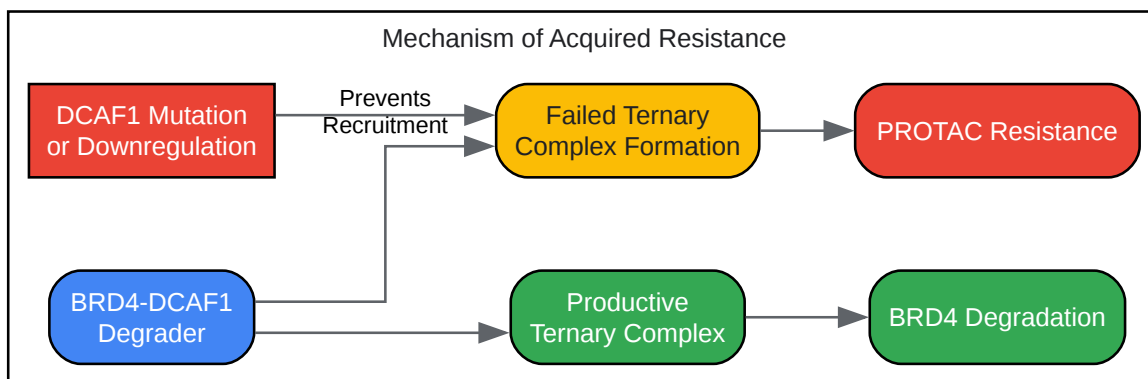 Mechanism of Acquired Resistance
DCAF1 Mutation
or Downregulation
Prevents
Recruitment
Failed Ternary
Complex Formation
PROTAC Resistance
BRD4-DCAF1
Degrader
Productive
Ternary Complex
BRD4 Degradation